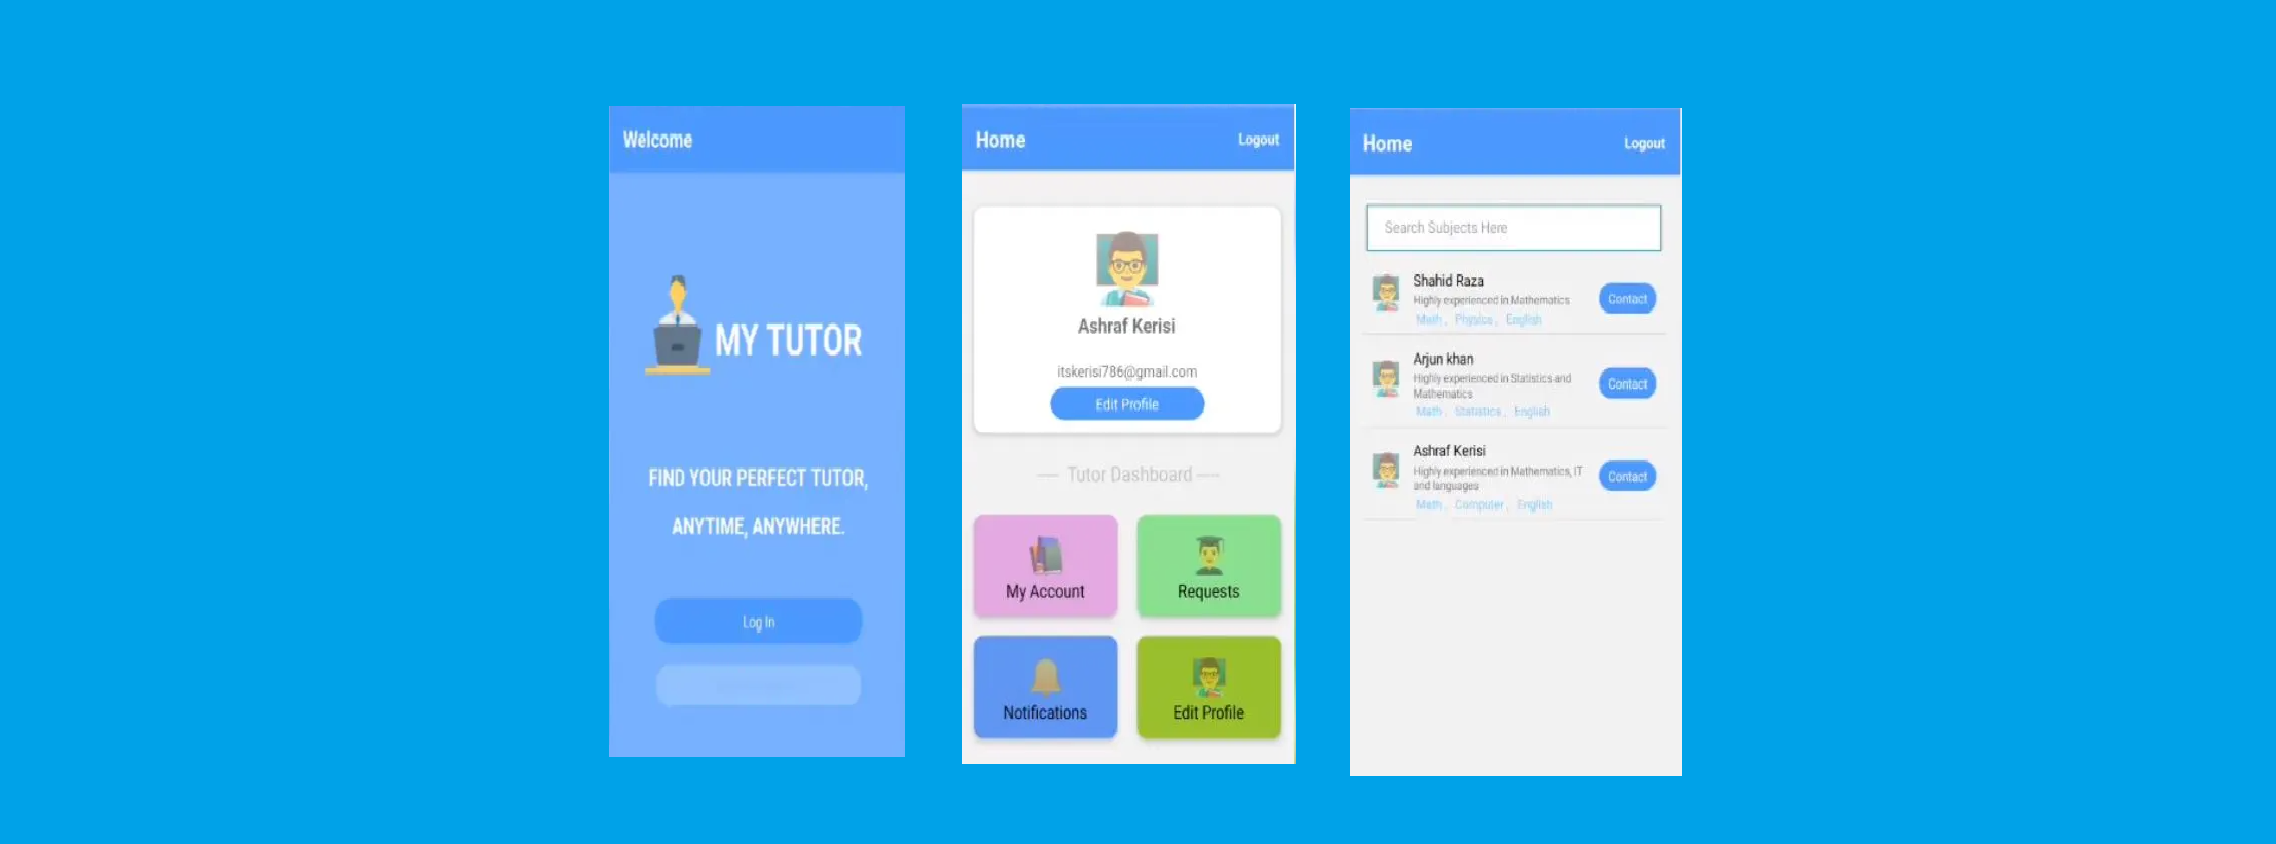 Welcome
MY TUTOR
FIND YOUR PERFECT TUTOR,
ANYTIME, ANYWHERE.
Log In
Home
Logout
Ashraf Kerisi
itskerisi786@gmail.com
Edit Profile
Tutor Dashboard
My Account
Requests
Notifications
Edit Profile
Home
Logout
Search Subjects Here
Shahid Raza
Highly experienced in Mathematics
Math, Physics, English
Contact
Arjun khan
Highly experienced in Statistics and
Mathematics
Math, Statistics, English
Contact
Ashraf Kerisi
Highly experienced in Mathematics, IT
and languages
Math, Computer, English
Contact